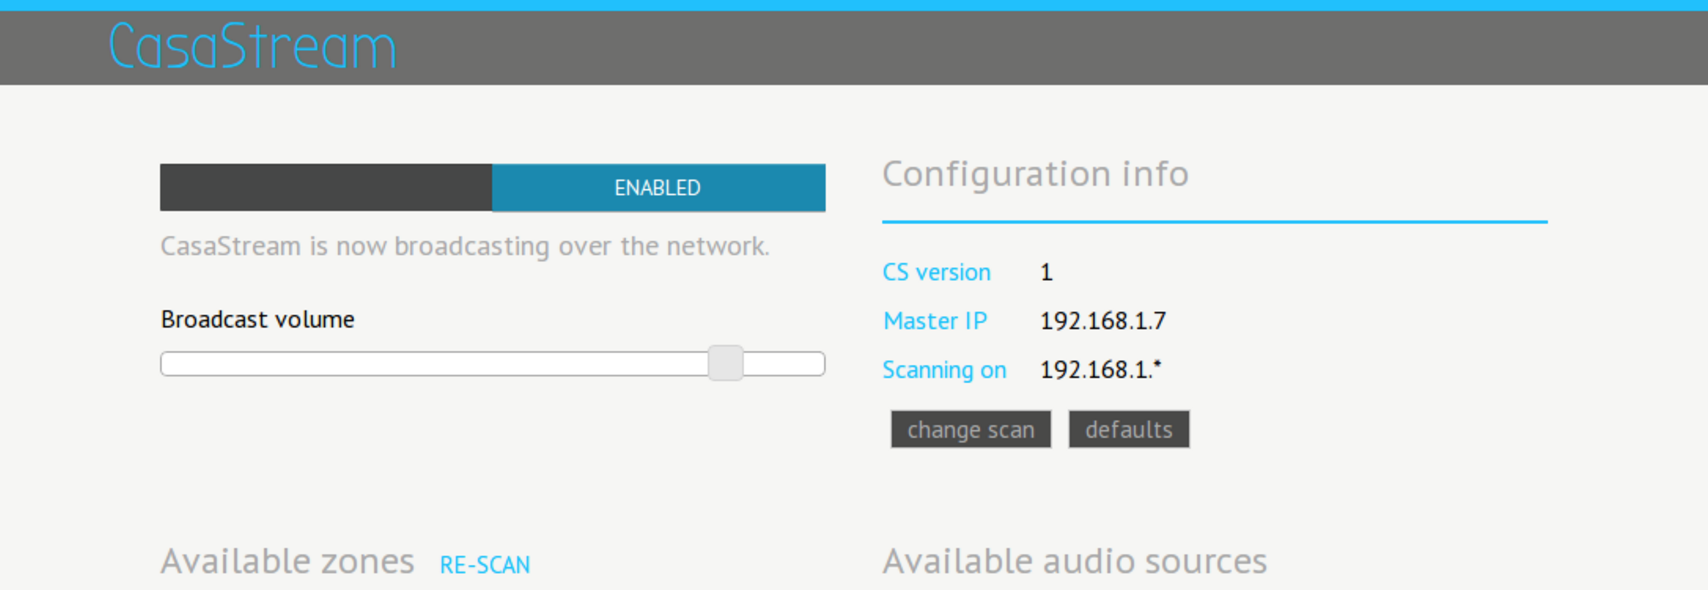 CasaStream
ENABLED
CasaStream is now broadcasting over the network.
Broadcast volume
Configuration info
CS version 1
Master IP 192.168.1.7
Scanning on 192.168.1.*
change scan defaults
Available zones RE-SCAN
Available audio sources